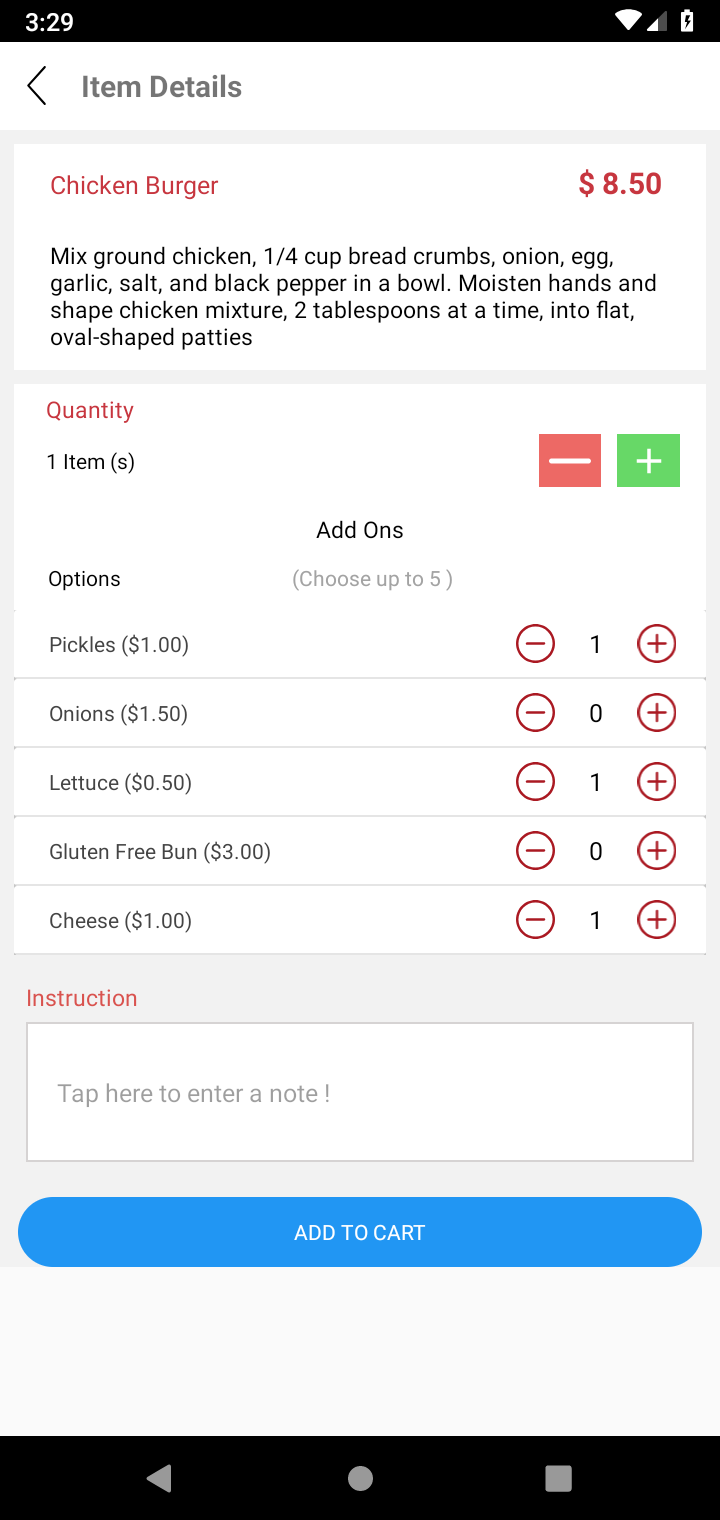 3:29
Item Details
Chicken Burger
$ 8.50
Mix ground chicken, 1/4 cup bread crumbs, onion, egg,
garlic, salt, and black pepper in a bowl. Moisten hands and
shape chicken mixture, 2 tablespoons at a time, into flat,
oval-shaped patties
Quantity
1 Item (s)
Add Ons
Options (Choose up to 5 )
Pickles ($1.00) 1
Onions ($1.50) 0
Lettuce ($0.50) 1
Gluten Free Bun ($3.00) 0
Cheese ($1.00) 1
Instruction
Tap here to enter a note !
ADD TO CART